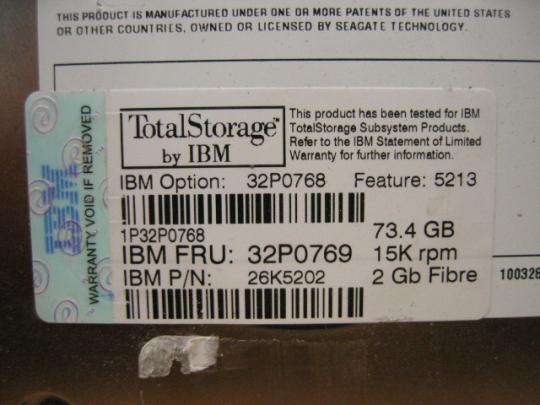 THIS PRODUCT IS MANUFACTURED UNDER ONE OR MORE PATENTS OF THE UNITED STATES
OR OTHER COUNTRIES, OWNED OR LICENSED BY SEAGATE TECHNOLOGY.
WARRANTY VOID IF REMOVED
IBM
TotalStorage™
by IBM
This product has been tested for IBM
TotalStorage Subsystem Products.
Refer to the IBM Statement of Limited
Warranty for further information.
IBM Option: 32P0768 Feature: 5213
1P32P0768
73.4 GB
IBM FRU: 32P0769 15K rpm
IBM P/N: 26K5202 2 Gb Fibre
100328